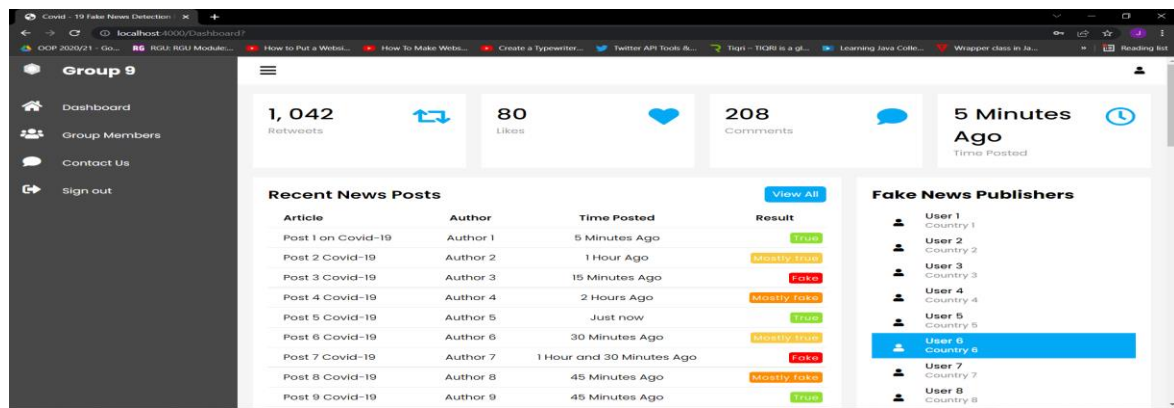 Covid - 19 Fake News Detection
localhost:4000/Dashboard?
OOP 2020/21 - Go... RG RGU: RGU Module:... How to Put a Websi... How To Make Webs... Create a Typewriter... Twitter API Tools &... Tiqri – TIQRI is a gl... Learning Java Colle... Wrapper class in Ja... » Reading list
Group 9
Dashboard
Group Members
Contact Us
Sign out
1, 042
Retweets
80
Likes
208
Comments
5 Minutes
Ago
Time Posted
Recent News Posts View All
Article Author Time Posted Result
Post 1 on Covid-19 Author 1 5 Minutes Ago True
Post 2 Covid-19 Author 2 1 Hour Ago Mostly true
Post 3 Covid-19 Author 3 15 Minutes Ago Fake
Post 4 Covid-19 Author 4 2 Hours Ago Mostly fake
Post 5 Covid-19 Author 5 Just now True
Post 6 Covid-19 Author 6 30 Minutes Ago Mostly true
Post 7 Covid-19 Author 7 1 Hour and 30 Minutes Ago Fake
Post 8 Covid-19 Author 8 45 Minutes Ago Mostly fake
Post 9 Covid-19 Author 9 45 Minutes Ago True
Fake News Publishers
User 1
Country 1
User 2
Country 2
User 3
Country 3
User 4
Country 4
User 5
Country 5
User 6
Country 6
User 7
Country 7
User 8
Country 8